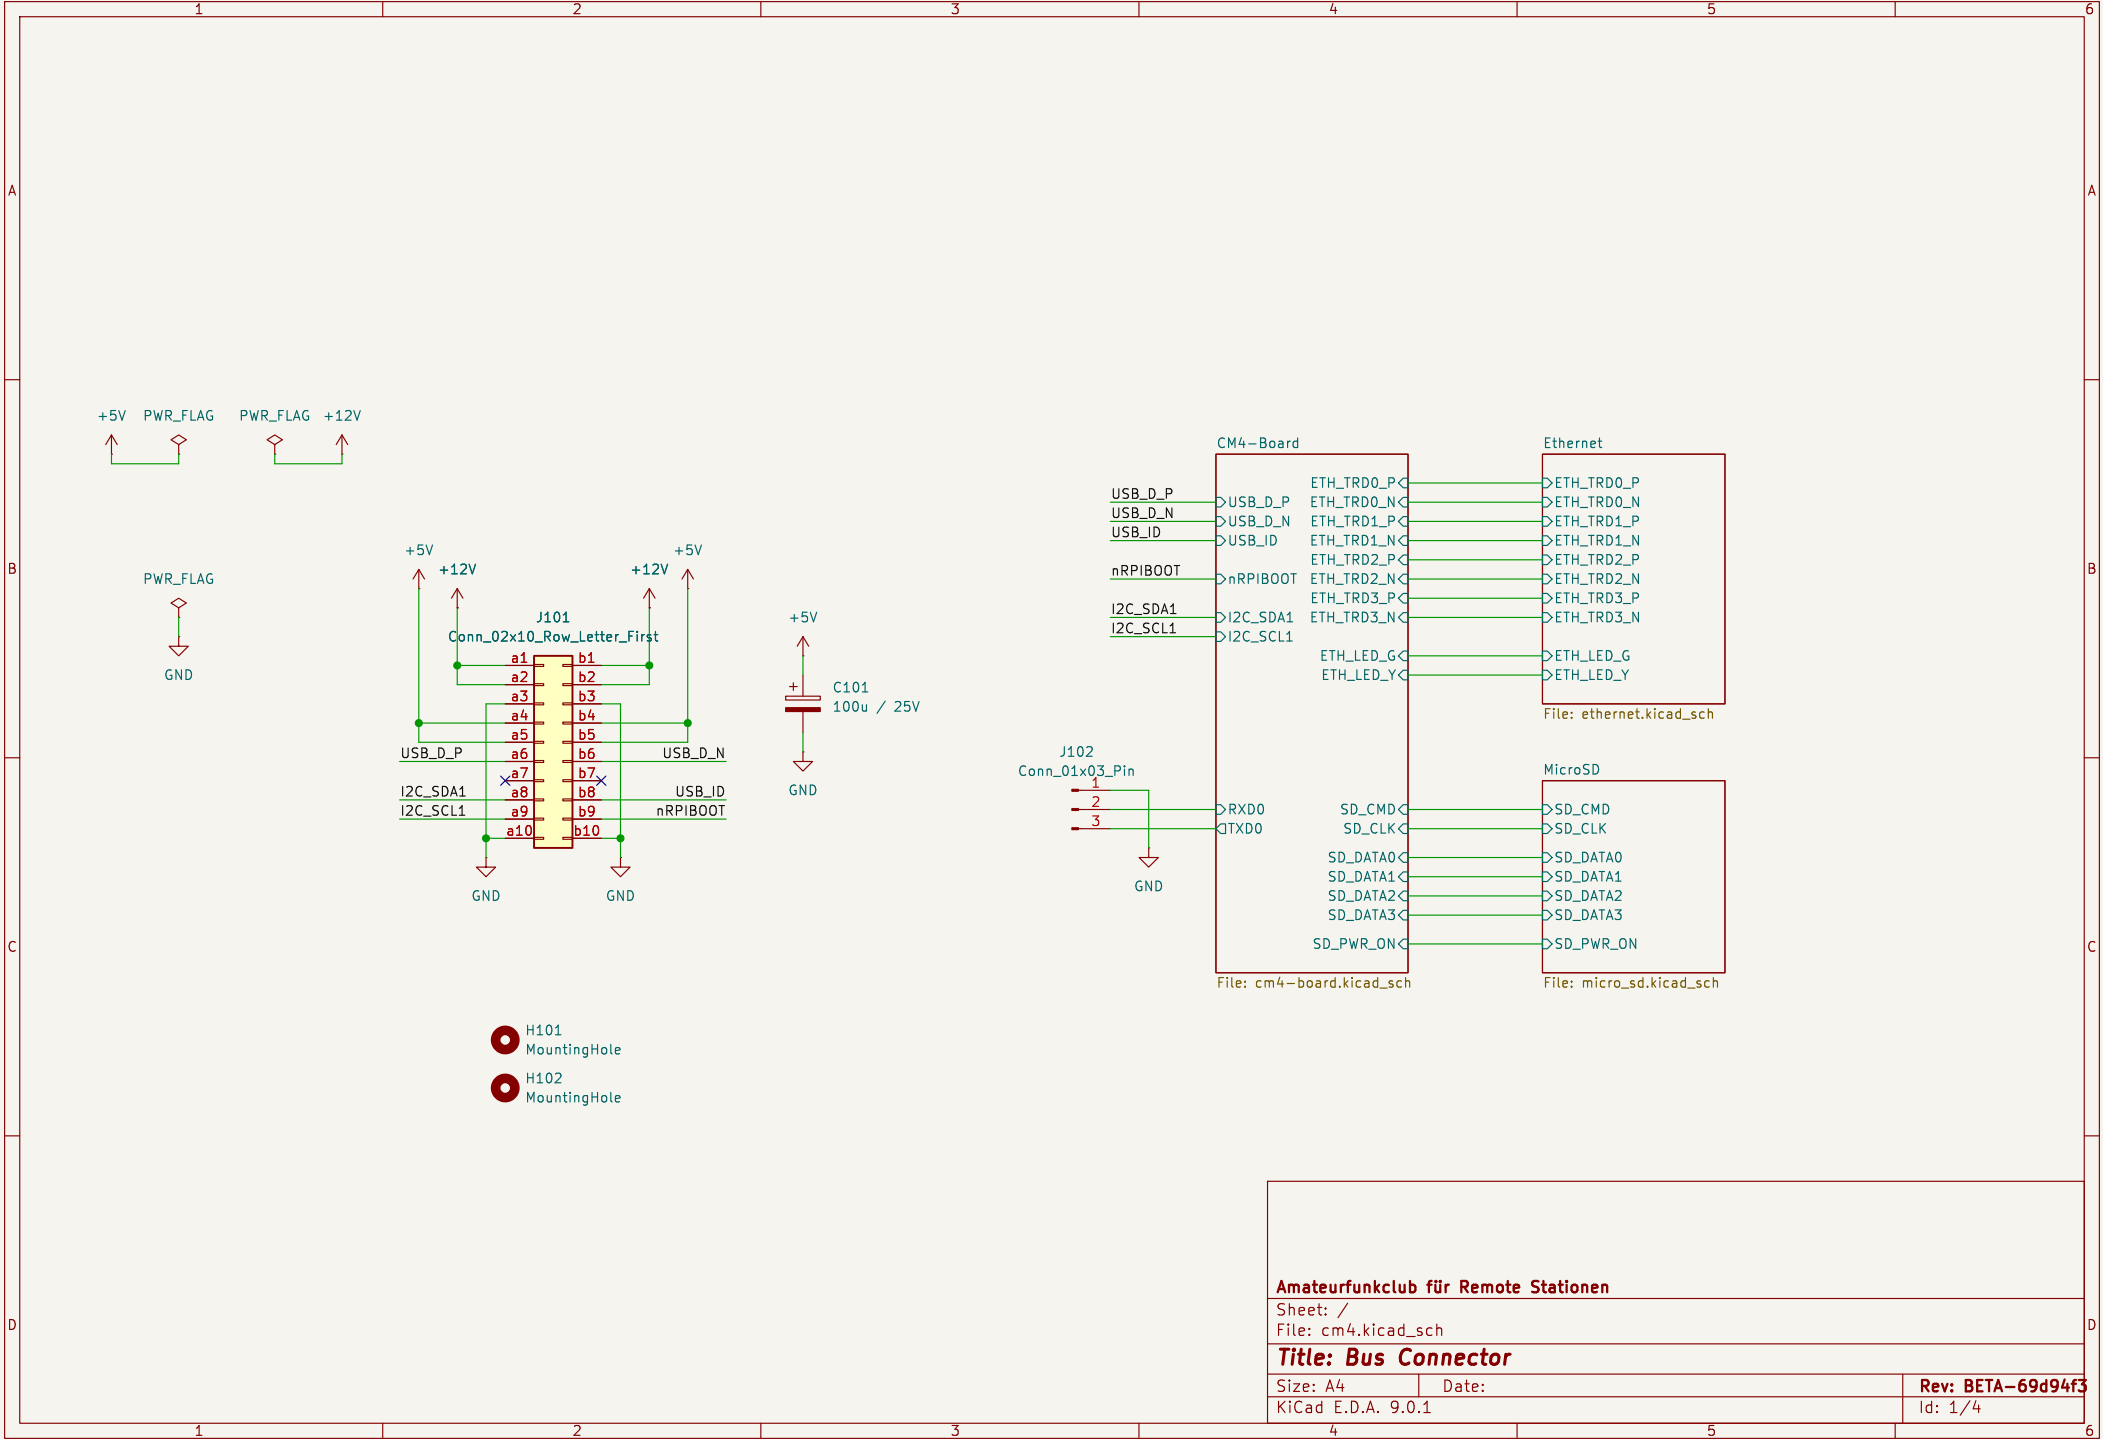 1 2 3 4 5 6
A A
+5V PWR_FLAG PWR_FLAG +12V
B B
PWR_FLAG
GND
+5V +5V
+12V +12V
J101
Conn_02x10_Row_Letter_First
a1 b1
a2 b2
a3 b3
a4 b4
a5 b5
USB_D_P a6 b6 USB_D_N
a7 b7
I2C_SDA1 a8 b8 USB_ID
I2C_SCL1 a9 b9 nRPIBOOT
a10 b10
GND GND
+5V
+
C101
100u / 25V
GND
CM4-Board
USB_D_P USB_D_P
USB_D_N USB_D_N
USB_ID USB_ID
nRPIBOOT nRPIBOOT
I2C_SDA1 I2C_SDA1
I2C_SCL1 I2C_SCL1
J102
Conn_01x03_Pin
1
2 RXD0
3 TXD0
GND
ETH_TRD0_P
ETH_TRD0_N
ETH_TRD1_P
ETH_TRD1_N
ETH_TRD2_P
ETH_TRD2_N
ETH_TRD3_P
ETH_TRD3_N
ETH_LED_G
ETH_LED_Y
SD_CMD
SD_CLK
SD_DATA0
SD_DATA1
SD_DATA2
SD_DATA3
SD_PWR_ON
File: cm4-board.kicad_sch
Ethernet
ETH_TRD0_P
ETH_TRD0_N
ETH_TRD1_P
ETH_TRD1_N
ETH_TRD2_P
ETH_TRD2_N
ETH_TRD3_P
ETH_TRD3_N
ETH_LED_G
ETH_LED_Y
File: ethernet.kicad_sch
MicroSD
SD_CMD
SD_CLK
SD_DATA0
SD_DATA1
SD_DATA2
SD_DATA3
SD_PWR_ON
File: micro_sd.kicad_sch
C C
H101
MountingHole
H102
MountingHole
D D
Amateurfunkclub für Remote Stationen
Sheet: /
File: cm4.kicad_sch
Title: Bus Connector
Size: A4 Date: Rev: BETA-69d94f3
KiCad E.D.A. 9.0.1 Id: 1/4
1 2 3 4 5 6